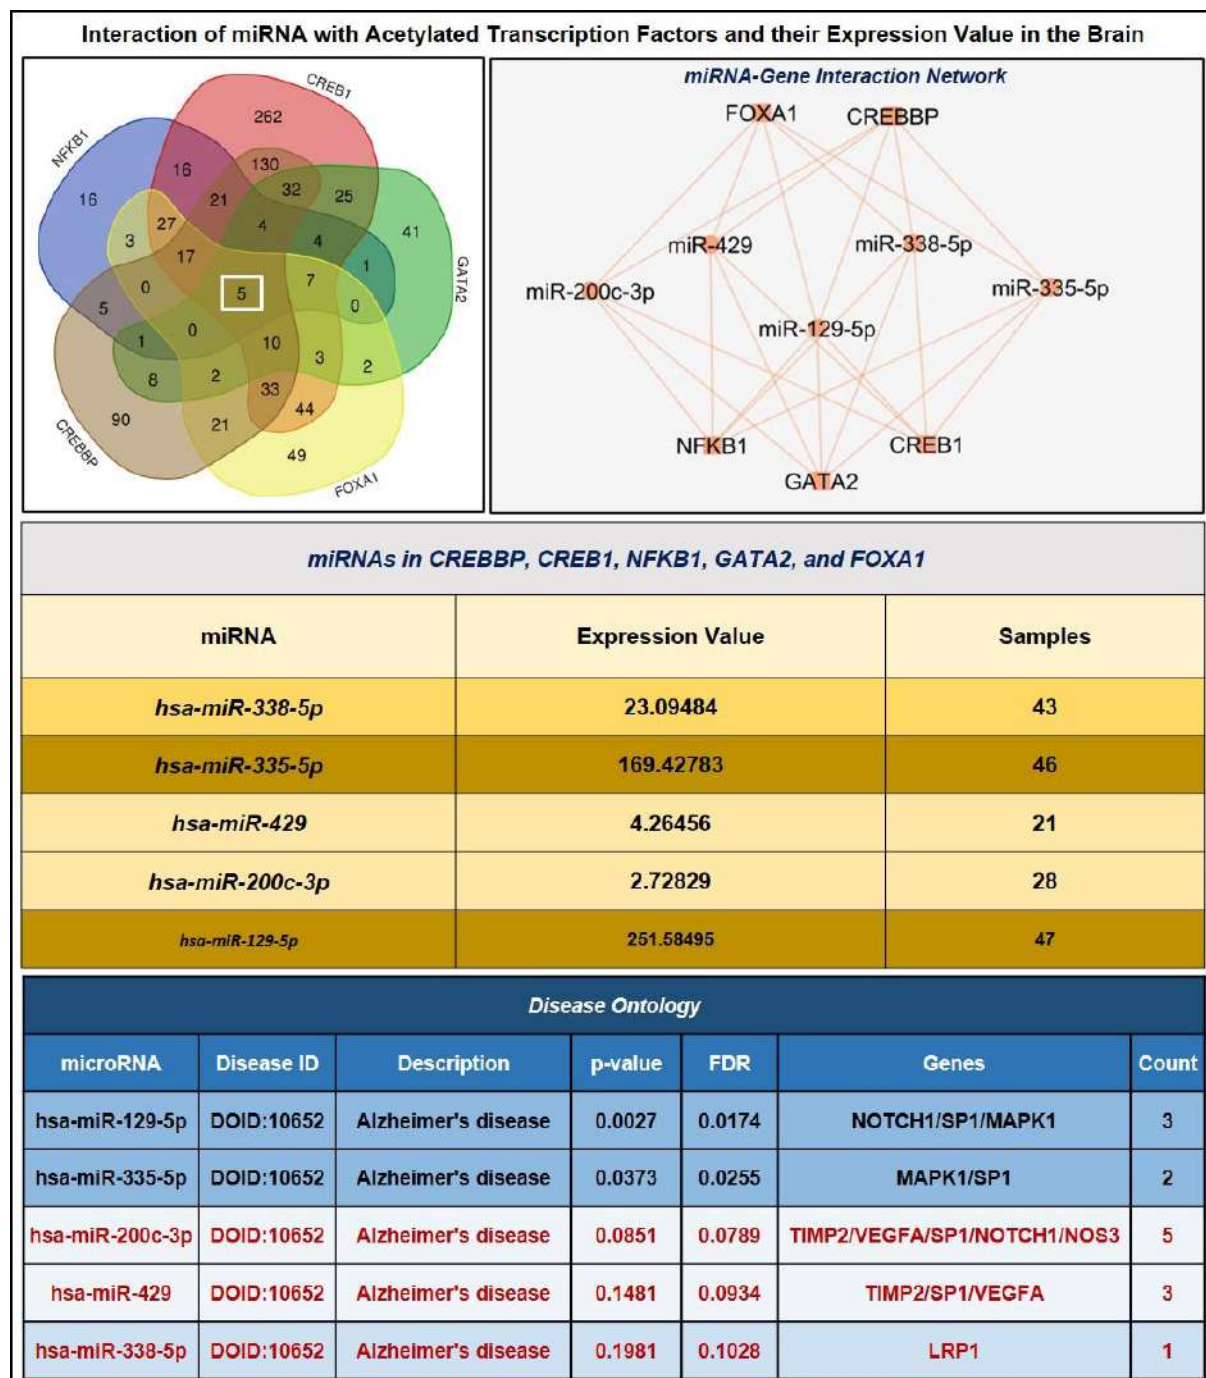 Interaction of miRNA with Acetylated Transcription Factors and their Expression Value in the Brain
CREB1
262
NFKB1
16
130
16
21
32
25
41
27
4
4
GATA2
3
17
1
0
5
7
0
5
0
10
1
3
2
8
2
33
90
21
44
CREBBP
49
FOXA1
miRNA-Gene Interaction Network
FOXA1 CREBBP
miR-429 miR-338-5p
miR-200c-3p miR-335-5p
miR-129-5p
NFKB1 CREB1
GATA2
miRNAs in CREBBP, CREB1, NFKB1, GATA2, and FOXA1
miRNA Expression Value Samples
hsa-miR-338-5p 23.09484 43
hsa-miR-335-5p 169.42783 46
hsa-miR-429 4.26456 21
hsa-miR-200c-3p 2.72829 28
hsa-miR-129-5p 251.58495 47
Disease Ontology
microRNA Disease ID Description p-value FDR Genes Count
hsa-miR-129-5p DOID:10652 Alzheimer's disease 0.0027 0.0174 NOTCH1/SP1/MAPK1 3
hsa-miR-335-5p DOID:10652 Alzheimer's disease 0.0373 0.0255 MAPK1/SP1 2
hsa-miR-200c-3p DOID:10652 Alzheimer's disease 0.0851 0.0789 TIMP2/VEGFA/SP1/NOTCH1/NOS3 5
hsa-miR-429 DOID:10652 Alzheimer's disease 0.1481 0.0934 TIMP2/SP1/VEGFA 3
hsa-miR-338-5p DOID:10652 Alzheimer's disease 0.1981 0.1028 LRP1 1